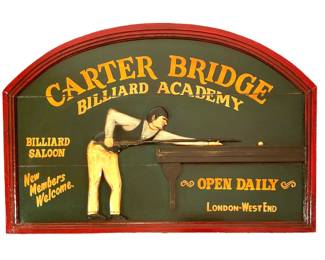 CARTER BRIDGE
BILLIARD ACADEMY
BILLIARD
SALOON
New
Members
Welcome.
OPEN DAILY
LONDON-WEST END